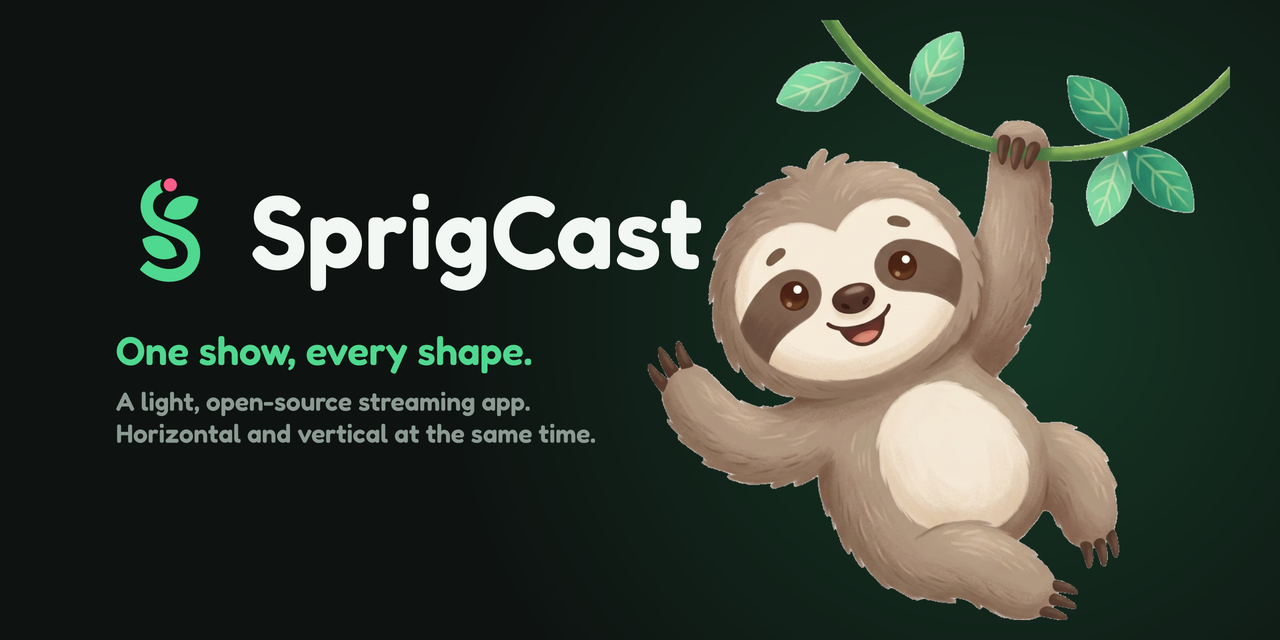 SprigCast
One show, every shape.
A light, open-source streaming app.
Horizontal and vertical at the same time.